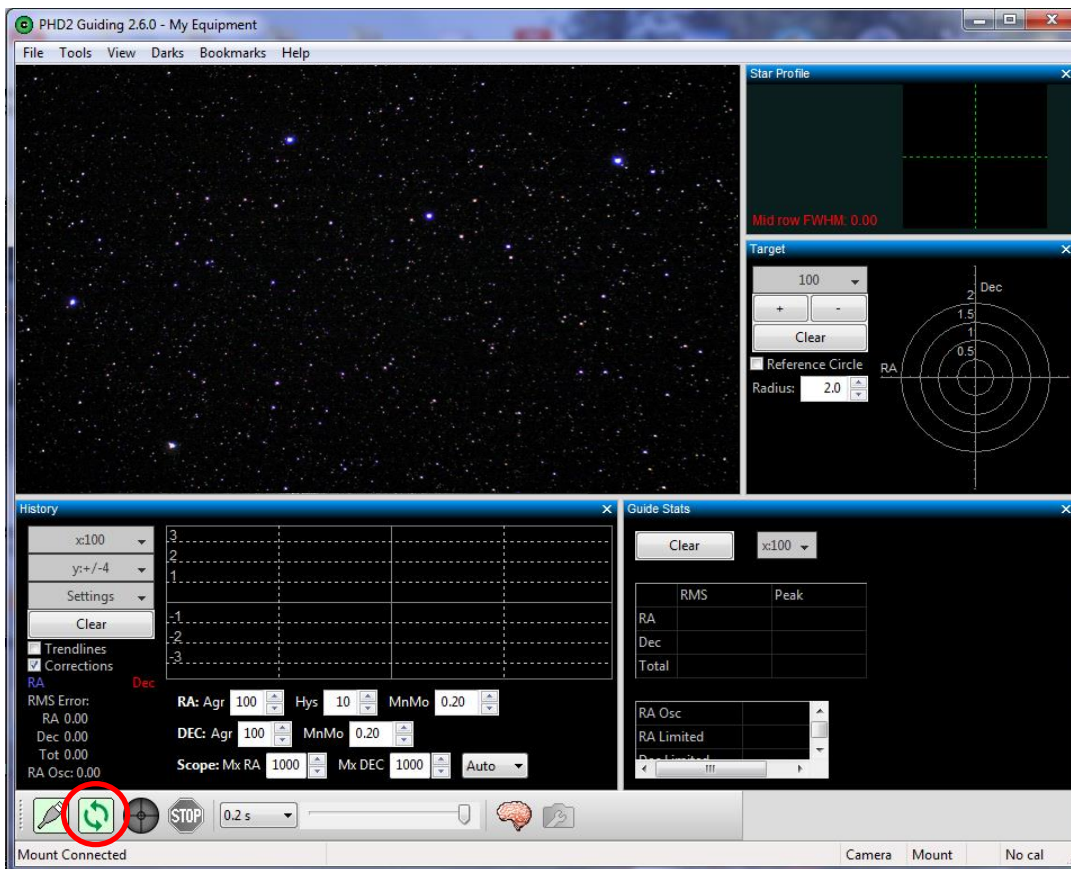 PHD2 Guiding 2.6.0 - My Equipment
File Tools View Darks Bookmarks Help
Star Profile
Mid row FWHM: 0.00
Target
100
+ -
Clear
Reference Circle
Radius: 2.0
Dec
2
1.5
1
0.5
RA
History
x:100
y:+/-4
Settings
Clear
Trendlines
Corrections
RA Dec
RMS Error:
RA 0.00
Dec 0.00
Tot 0.00
RA Osc: 0.00
3
2
1
-1
-2
-3
RA: Agr 100 Hys 10 MnMo 0.20
DEC: Agr 100 MnMo 0.20
Scope: Mx RA 1000 Mx DEC 1000 Auto
Guide Stats
Clear x:100
RMS Peak
RA
Dec
Total
RA Osc
RA Limited
Dec Limited
STOP 0.2 s
Mount Connected Camera Mount No cal